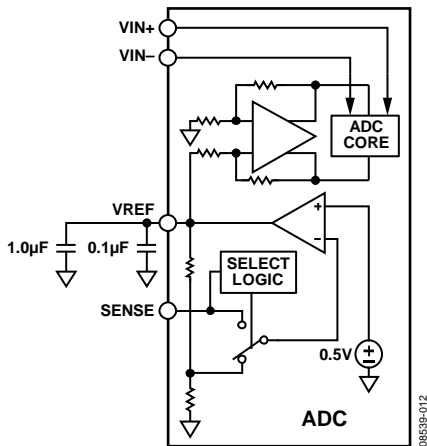 VIN+
VIN–
ADC
CORE
VREF
1.0µF
0.1µF
+
–
SELECT
LOGIC
SENSE
0.5V
+
–
ADC
08539-012